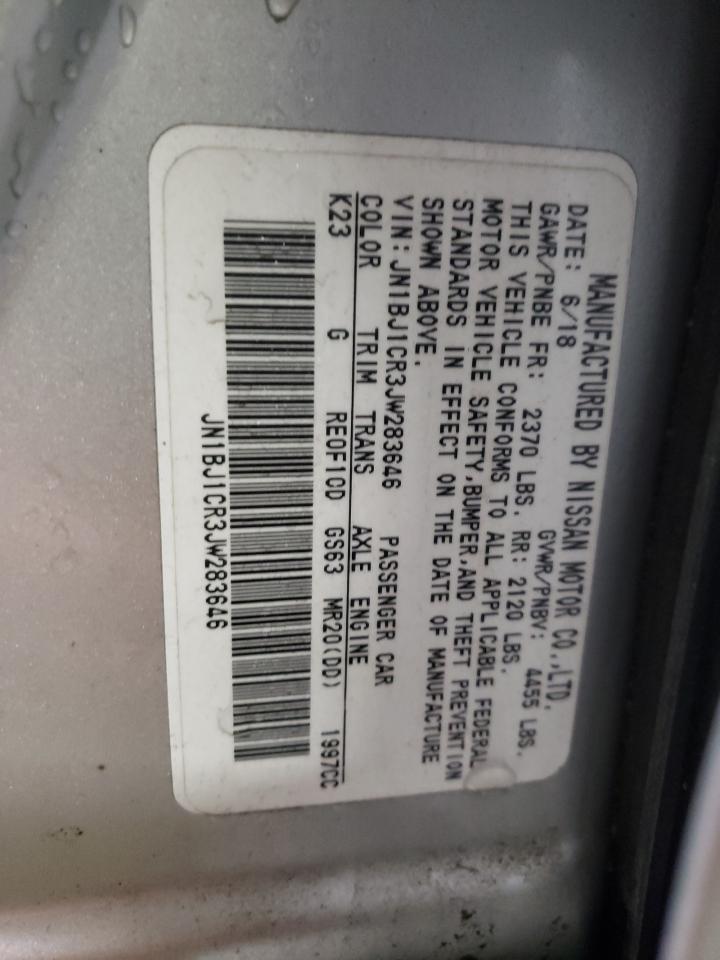 MANUFACTURED BY NISSAN MOTOR CO.,LTD.
DATE: 6/18 GVWR/PNBV: 4455 LBS.
GAWR/PNBE FR: 2370 LBS. RR: 2120 LBS.
THIS VEHICLE CONFORMS TO ALL APPLICABLE FEDERAL
MOTOR VEHICLE SAFETY,BUMPER,AND THEFT PREVENTION
STANDARDS IN EFFECT ON THE DATE OF MANUFACTURE
SHOWN ABOVE.
VIN: JN1BJ1CR3JW283646 PASSENGER CAR
COLOR TRIM TRANS AXLE ENGINE
K23 G RE0F10D GS63 MR20(DD) 1997CC
JN1BJ1CR3JW283646